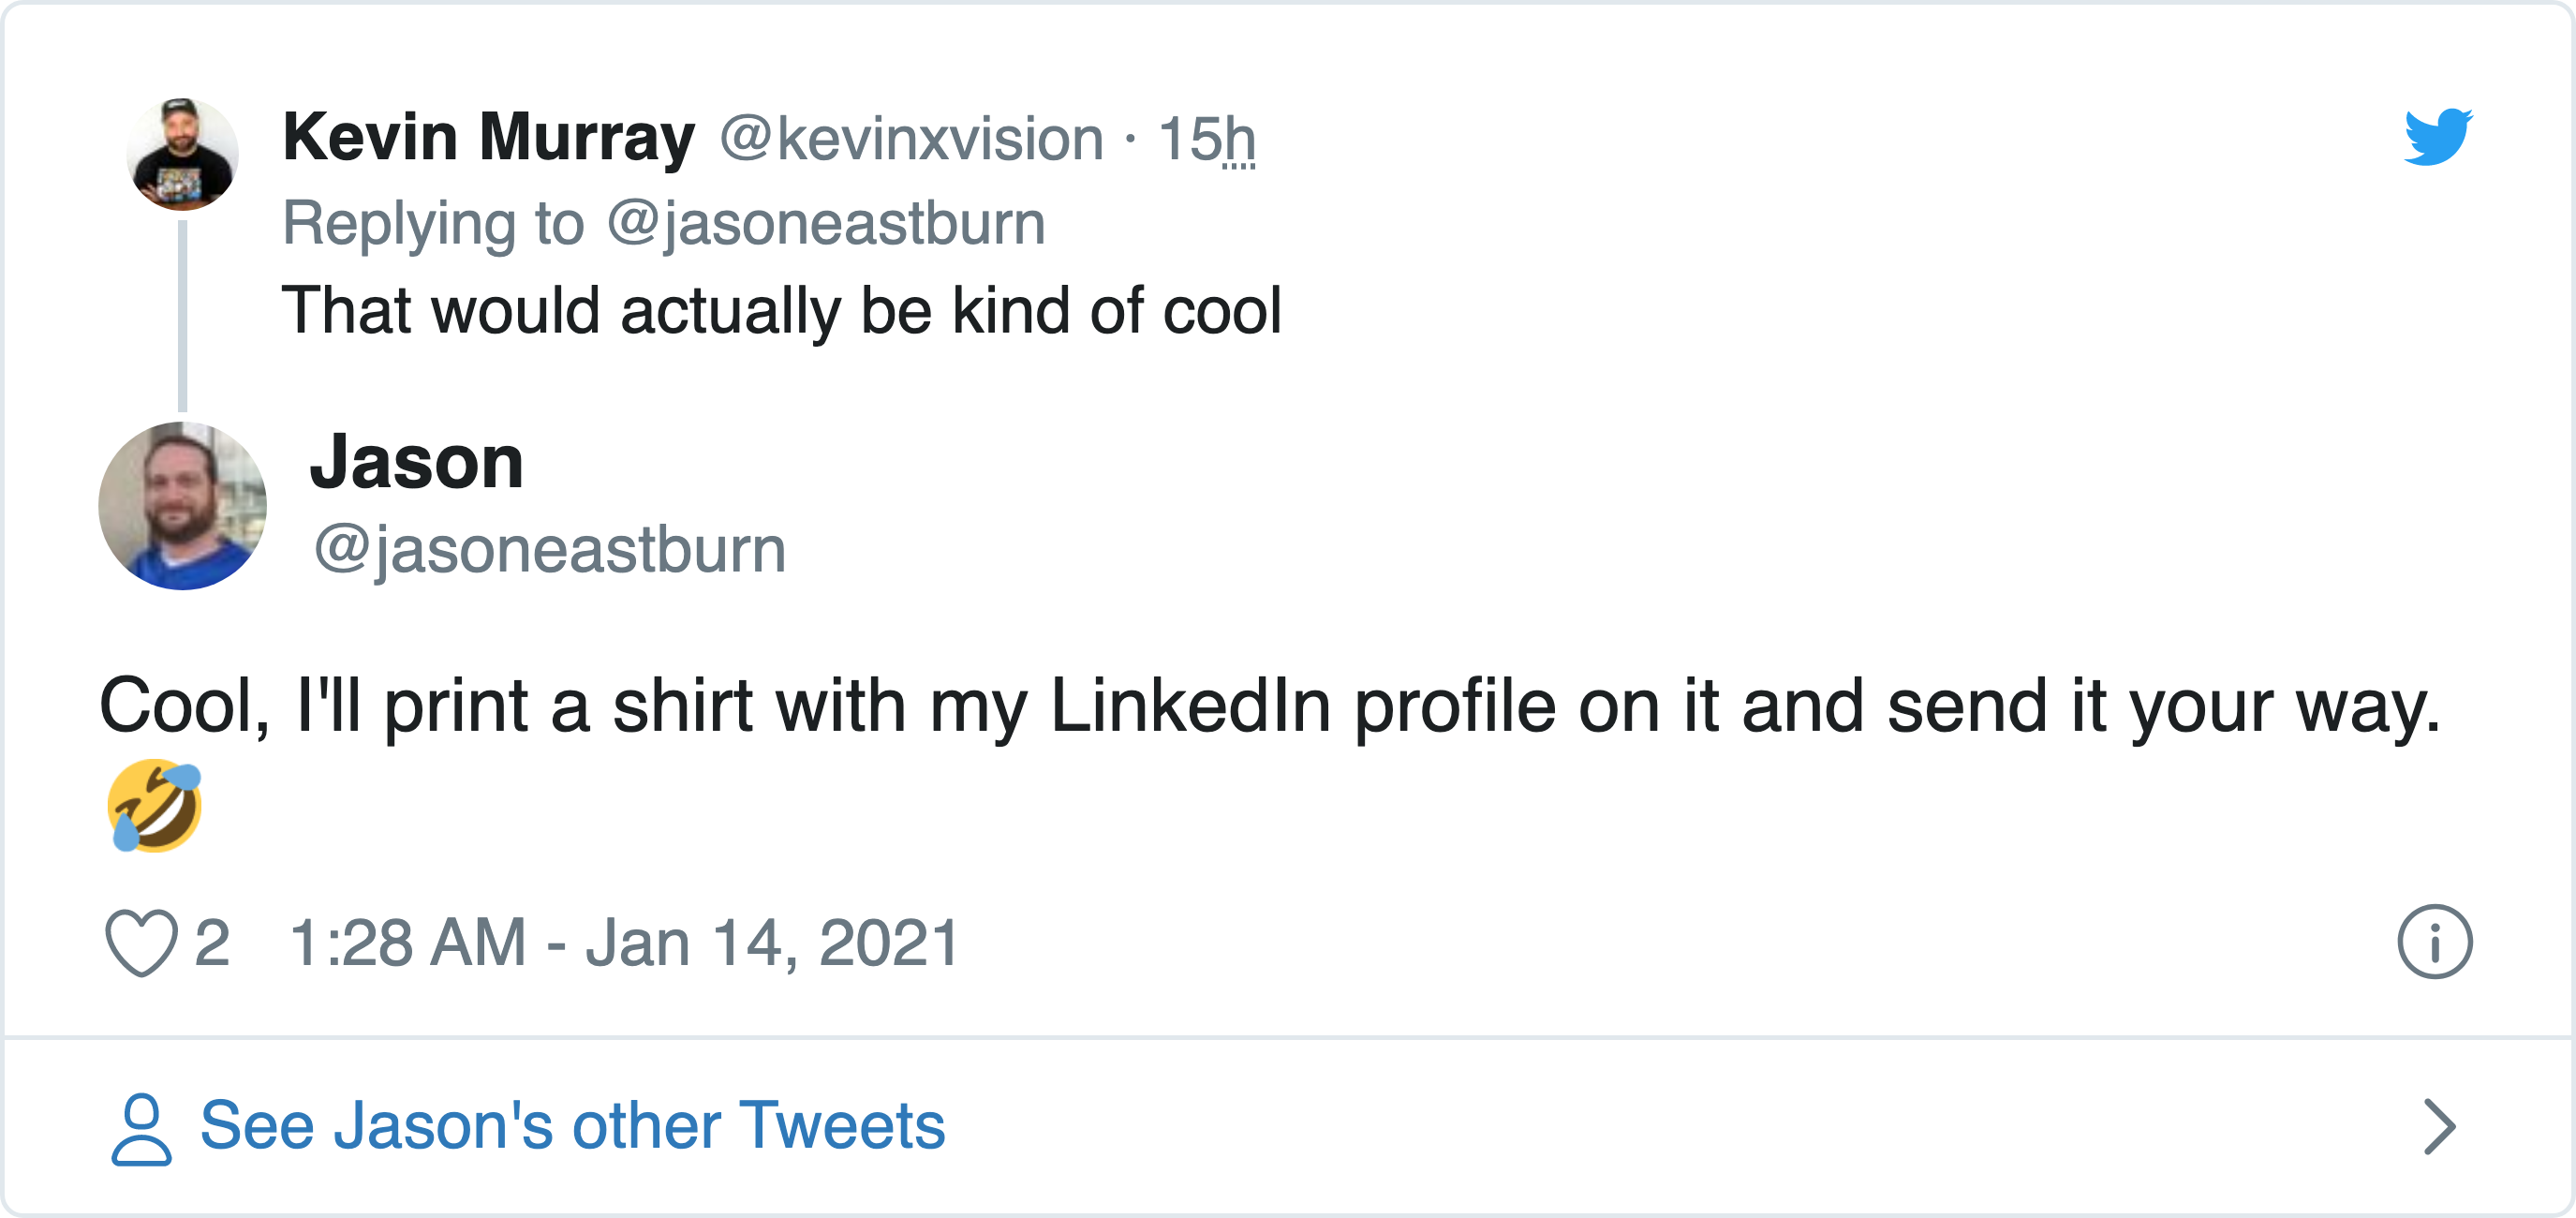 Kevin Murray @kevinxvision · 15h
Replying to @jasoneastburn
That would actually be kind of cool
Jason
@jasoneastburn
Cool, I'll print a shirt with my LinkedIn profile on it and send it your way.
🤣
2 1:28 AM - Jan 14, 2021
See Jason's other Tweets